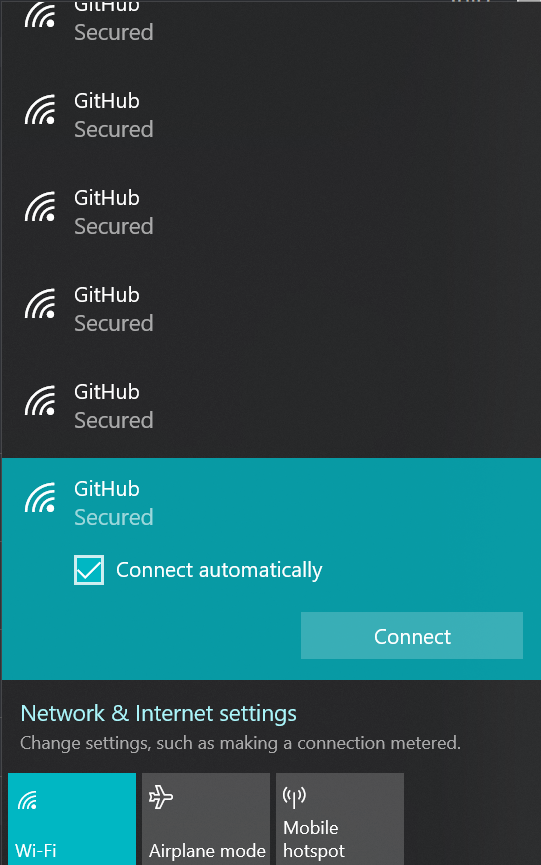 GitHub
Secured
GitHub
Secured
GitHub
Secured
GitHub
Secured
GitHub
Secured
GitHub
Secured
Connect automatically
Connect
Network & Internet settings
Change settings, such as making a connection metered.
Wi-Fi
Airplane mode
Mobile
hotspot